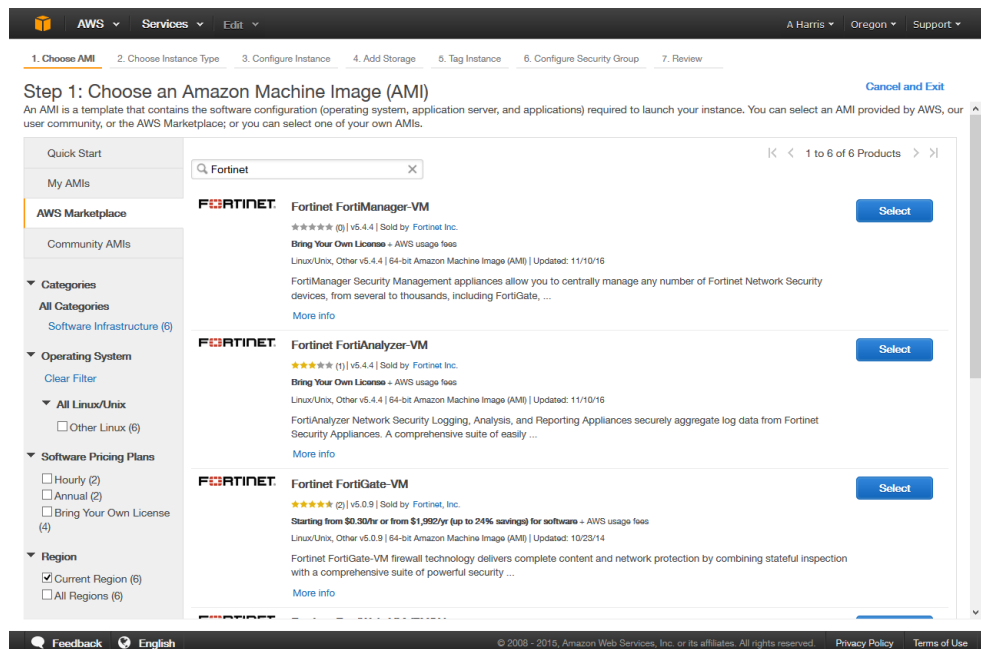 AWS Services Edit A Harris Oregon Support
1. Choose AMI 2. Choose Instance Type 3. Configure Instance 4. Add Storage 5. Tag Instance 6. Configure Security Group 7. Review
Step 1: Choose an Amazon Machine Image (AMI)
Cancel and Exit
An AMI is a template that contains the software configuration (operating system, application server, and applications) required to launch your instance. You can select an AMI provided by AWS, our
user community, or the AWS Marketplace; or you can select one of your own AMIs.
Quick Start
My AMIs
AWS Marketplace
Community AMIs
Categories
All Categories
Software Infrastructure (6)
Operating System
Clear Filter
All Linux/Unix
Other Linux (6)
Software Pricing Plans
Hourly (2)
Annual (2)
Bring Your Own License
(4)
Region
Current Region (6)
All Regions (6)
Fortinet
1 to 6 of 6 Products
FORTINET.
Fortinet FortiManager-VM
Select
(0) | v5.4.4 | Sold by Fortinet Inc.
Bring Your Own License + AWS usage fees
Linux/Unix, Other v5.4.4 | 64-bit Amazon Machine Image (AMI) | Updated: 11/10/16
FortiManager Security Management appliances allow you to centrally manage any number of Fortinet Network Security
devices, from several to thousands, including FortiGate, ...
More info
FORTINET.
Fortinet FortiAnalyzer-VM
Select
(1) | v5.4.4 | Sold by Fortinet Inc.
Bring Your Own License + AWS usage fees
Linux/Unix, Other v5.4.4 | 64-bit Amazon Machine Image (AMI) | Updated: 11/10/16
FortiAnalyzer Network Security Logging, Analysis, and Reporting Appliances securely aggregate log data from Fortinet
Security Appliances. A comprehensive suite of easily ...
More info
FORTINET.
Fortinet FortiGate-VM
Select
(2) | v5.0.9 | Sold by Fortinet, Inc.
Starting from $0.30/hr or from $1,992/yr (up to 24% savings) for software + AWS usage fees
Linux/Unix, Other v5.0.9 | 64-bit Amazon Machine Image (AMI) | Updated: 10/23/14
Fortinet FortiGate-VM firewall technology delivers complete content and network protection by combining stateful inspection
with a comprehensive suite of powerful security ...
More info
Feedback English © 2008 - 2015, Amazon Web Services, Inc. or its affiliates. All rights reserved. Privacy Policy Terms of Use